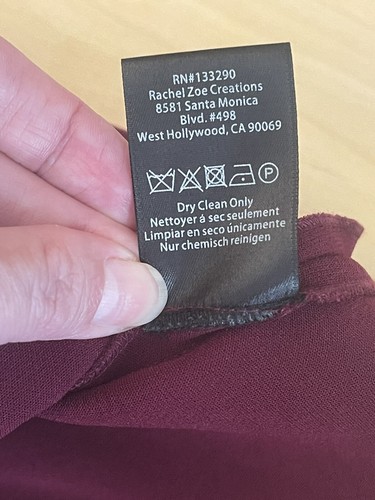 RN#133290
Rachel Zoe Creations
8581 Santa Monica
Blvd. #498
West Hollywood, CA 90069
P
Dry Clean Only
Nettoyer à sec seulement
Limpiar en seco únicamente
Nur chemisch reinigen